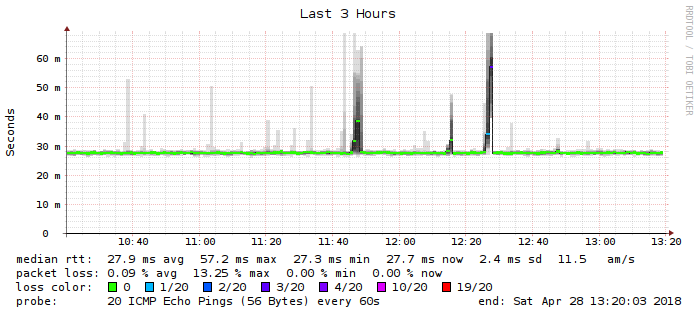 Last 3 Hours
RRDTOOL / TOBI OETIKER
Seconds
60 m
50 m
40 m
30 m
20 m
10 m
0
10:40 11:00 11:20 11:40 12:00 12:20 12:40 13:00 13:20
median rtt: 27.9 ms avg 57.2 ms max 27.3 ms min 27.7 ms now 2.4 ms sd 11.5 am/s
packet loss: 0.09 % avg 13.25 % max 0.00 % min 0.00 % now
loss color: 0 1/20 2/20 3/20 4/20 10/20 19/20
probe: 20 ICMP Echo Pings (56 Bytes) every 60s end: Sat Apr 28 13:20:03 2018